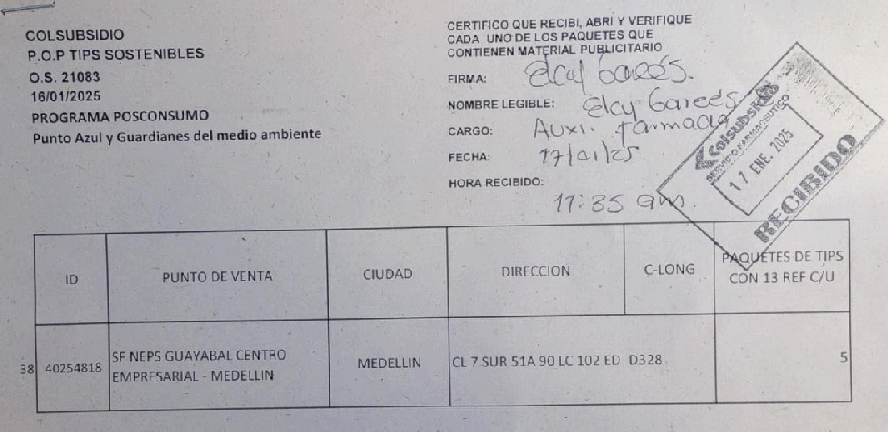 COLSUBSIDIO
P.O.P TIPS SOSTENIBLES
O.S. 21083
16/01/2025
PROGRAMA POSCONSUMO
Punto Azul y Guardianes del medio ambiente
CERTIFICO QUE RECIBI, ABRI Y VERIFIQUE
CADA UNO DE LOS PAQUETES QUE
CONTIENEN MATERIAL PUBLICITARIO
FIRMA: Elcy Garcés.
NOMBRE LEGIBLE: Elcy Garcés
CARGO: Auxi. farmacia
FECHA: 17/01/25
HORA RECIBIDO:
11:35 am.
Colsubsidio
SERVICIO FARMACEUTICO
17 ENE. 2025
RECIBIDO
ID PUNTO DE VENTA CIUDAD DIRECCION C-LONG PAQUETES DE TIPS
CON 13 REF C/U
38 40254818 SF NEPS GUAYABAL CENTRO
EMPRESARIAL - MEDELLIN MEDELLIN CL 7 SUR 51A 90 LC 102 ED D328 5